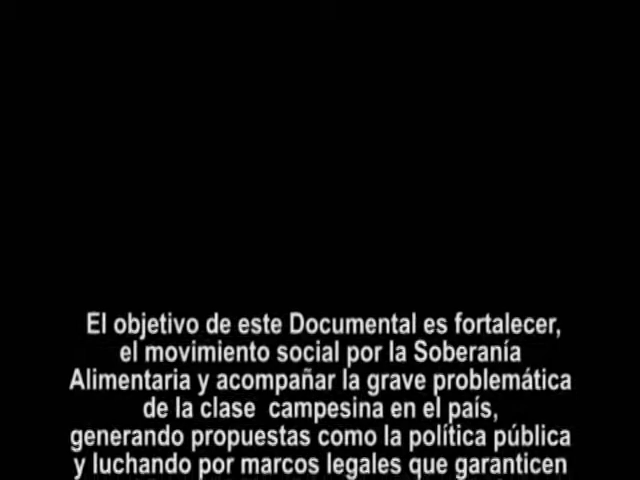 El objetivo de este Documental es fortalecer,
el movimiento social por la Soberanía
Alimentaria y acompañar la grave problemática
de la clase campesina en el país,
generando propuestas como la política pública
y luchando por marcos legales que garanticen